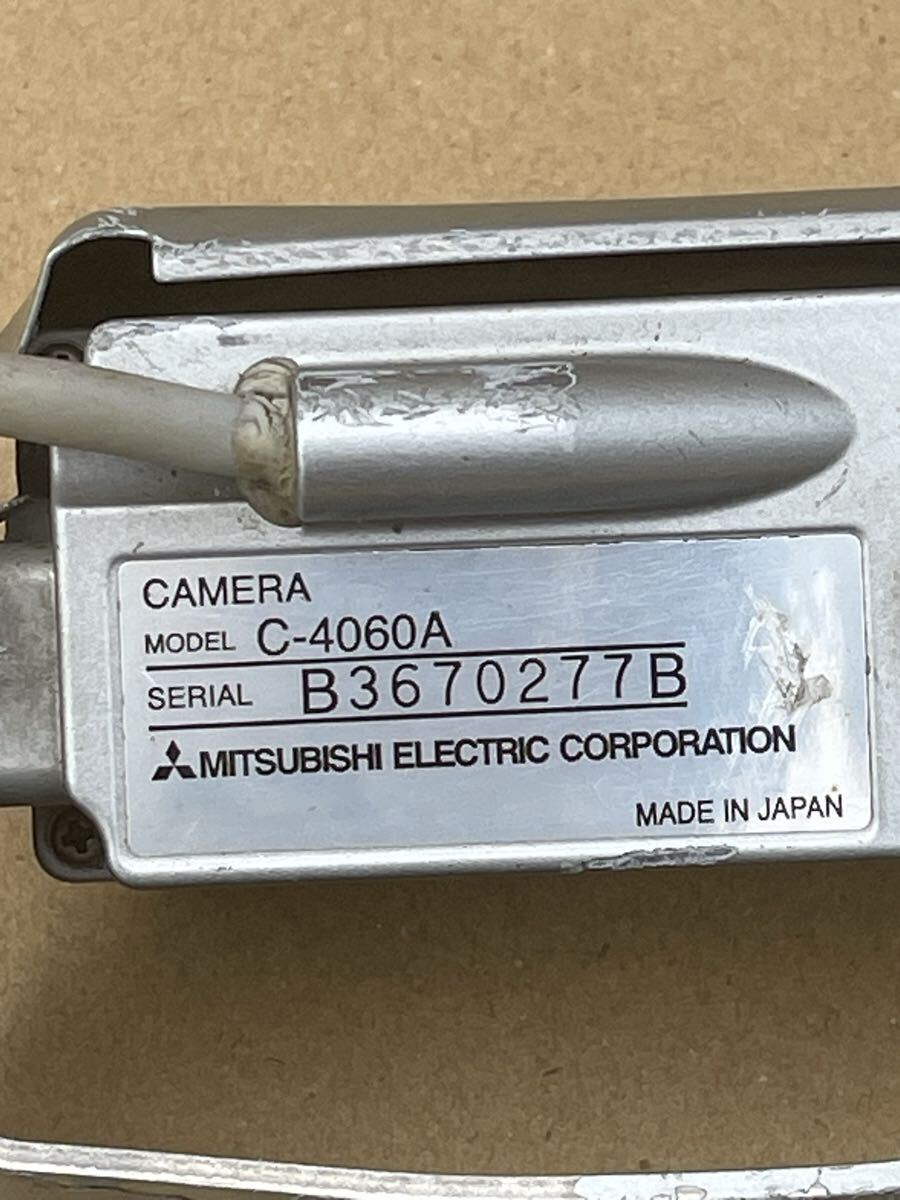 CAMERA
MODEL C-4060A
SERIAL B3670277B
MITSUBISHI ELECTRIC CORPORATION
MADE IN JAPAN